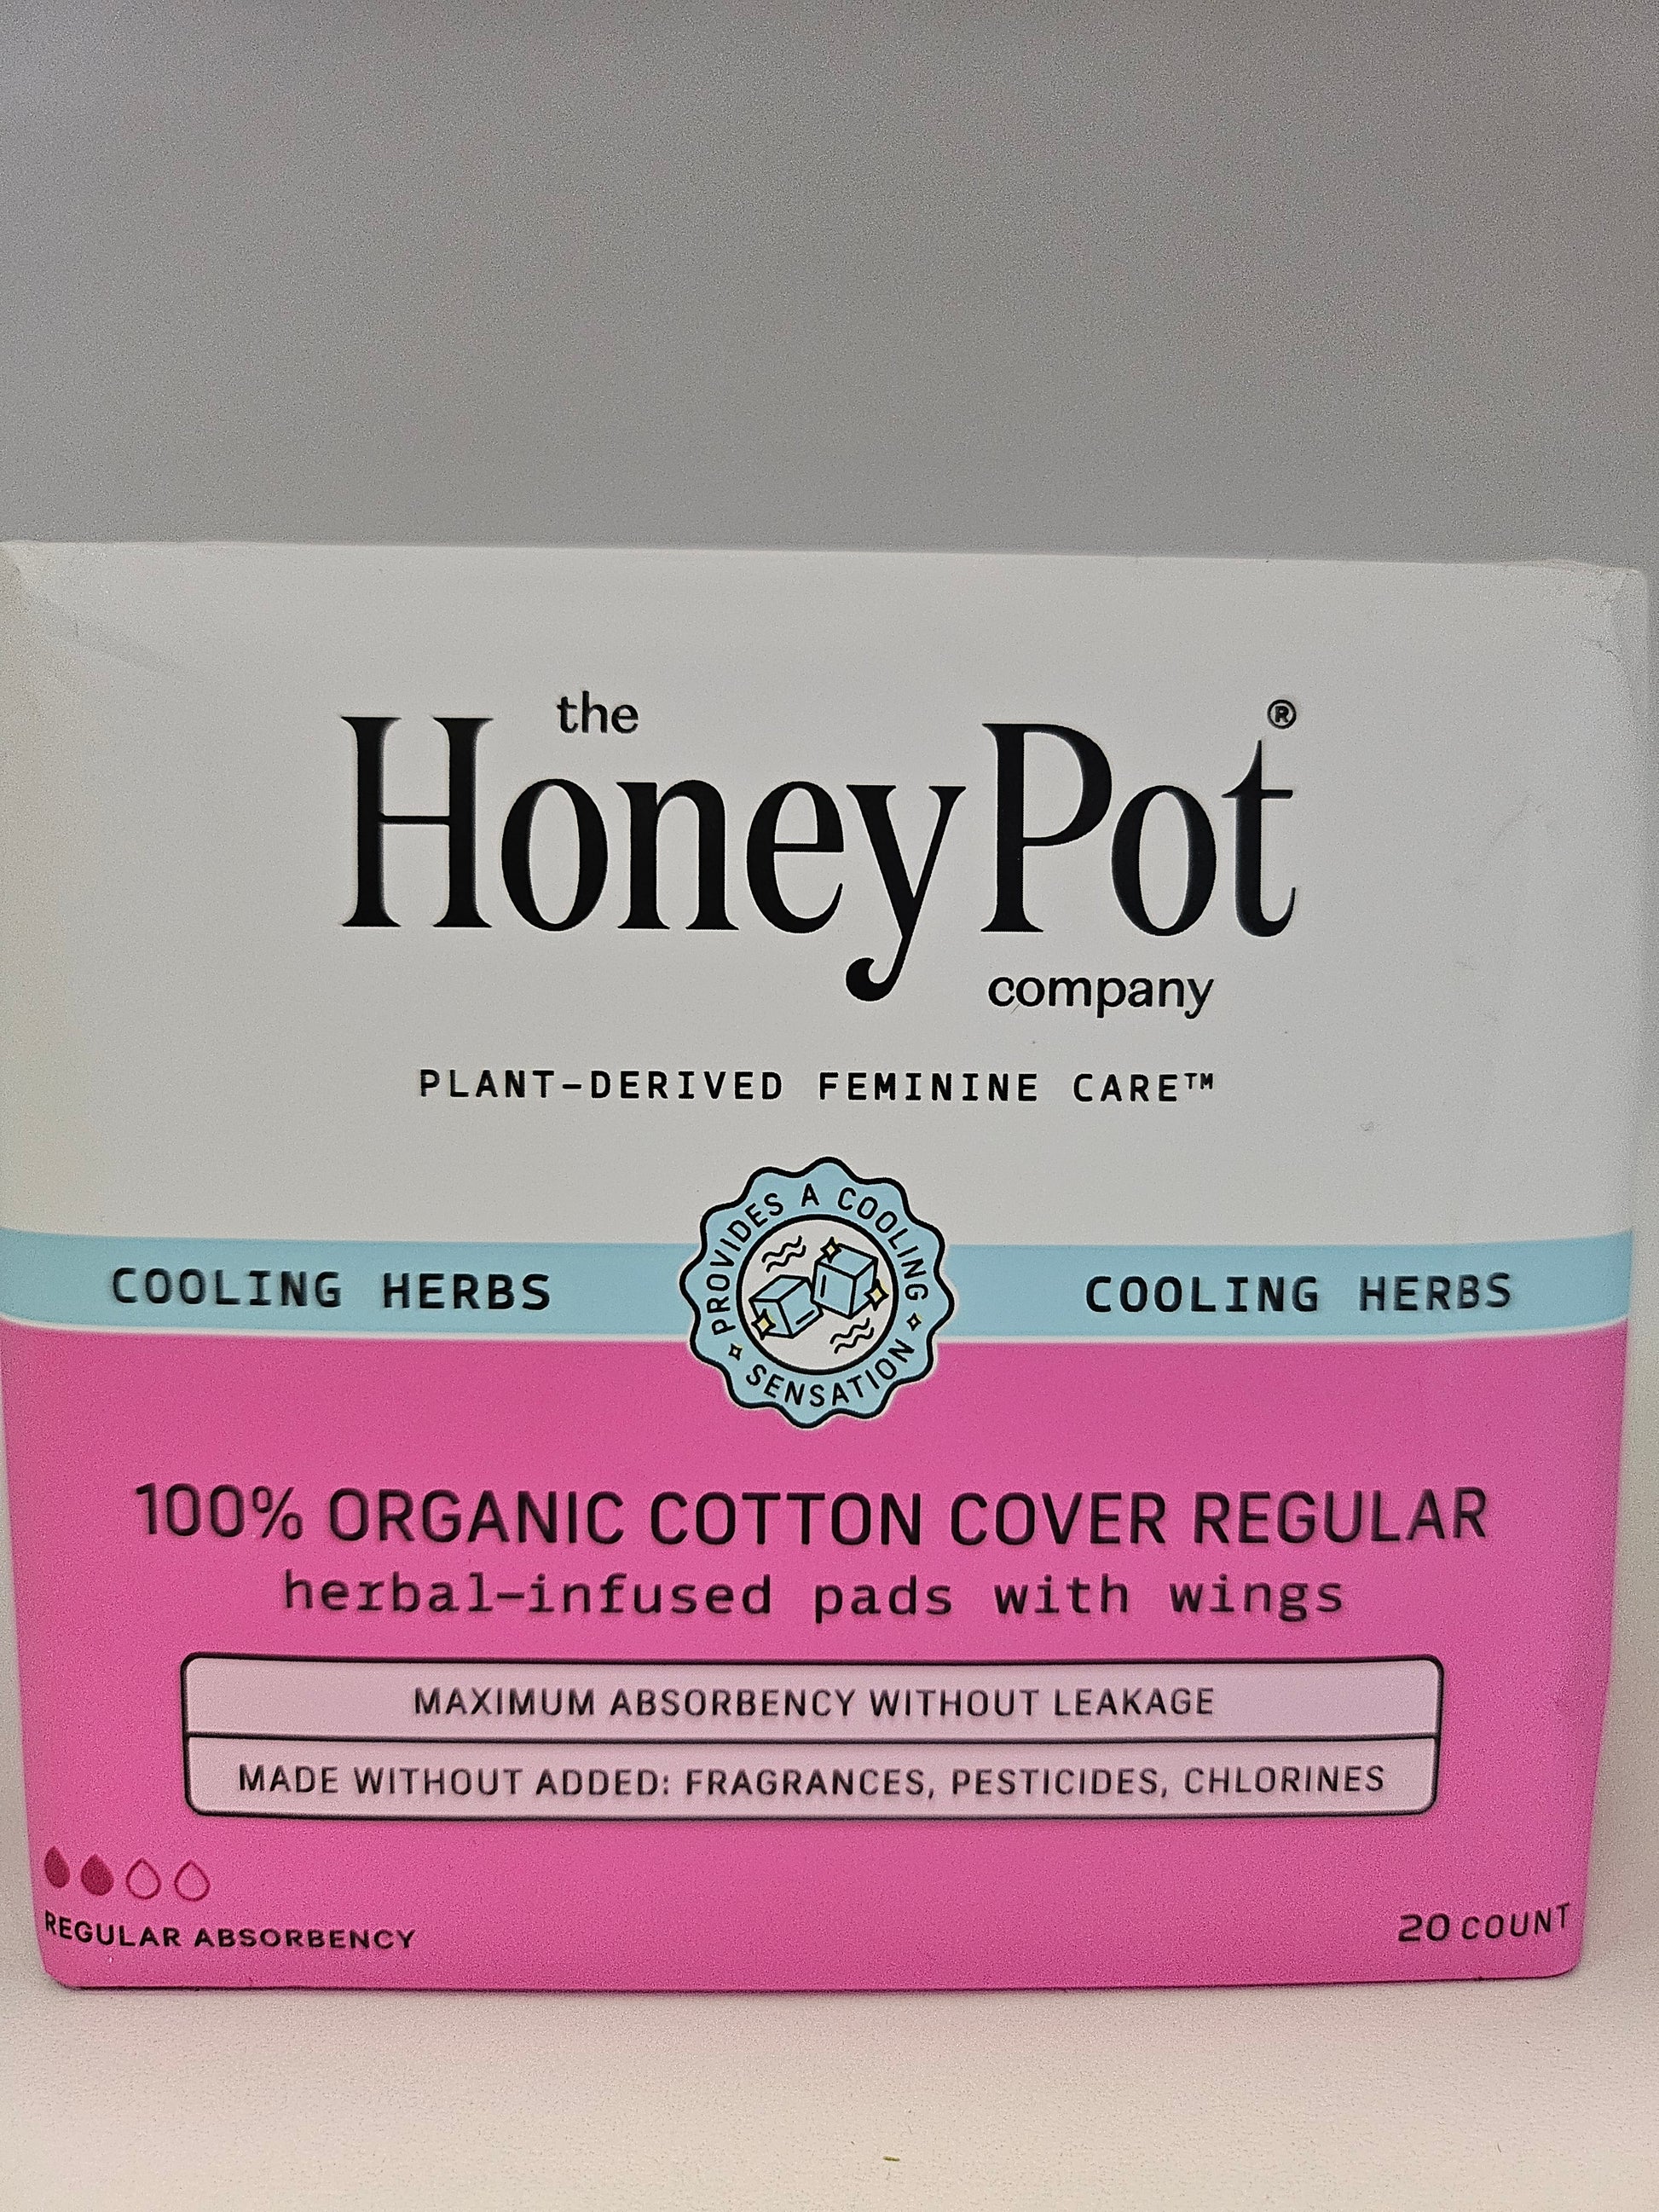 the
HoneyPot®
company
PLANT-DERIVED FEMININE CARE™
COOLING HERBS
PROVIDES A COOLING
SENSATION
COOLING HERBS
100% ORGANIC COTTON COVER REGULAR
herbal-infused pads with wings
MAXIMUM ABSORBENCY WITHOUT LEAKAGE
MADE WITHOUT ADDED: FRAGRANCES, PESTICIDES, CHLORINES
REGULAR ABSORBENCY
20 COUNT